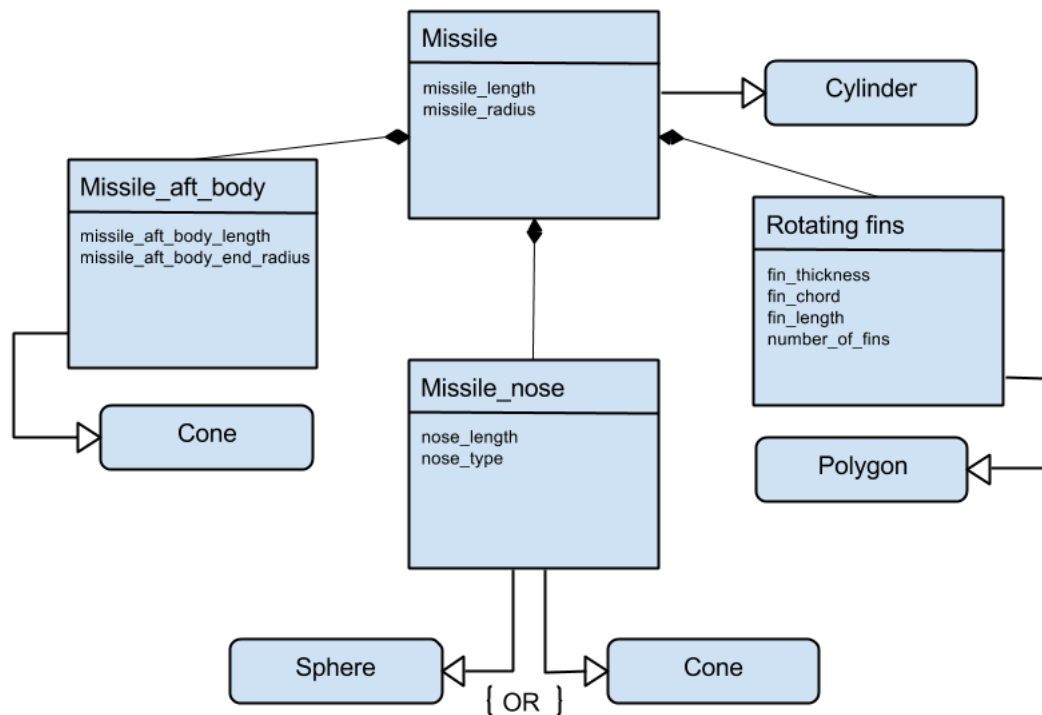 Missile
missile_length
missile_radius
Cylinder
Missile_aft_body
missile_aft_body_length
missile_aft_body_end_radius
Rotating fins
fin_thickness
fin_chord
fin_length
number_of_fins
Cone
Missile_nose
nose_length
nose_type
Polygon
Sphere
Cone
{ OR }